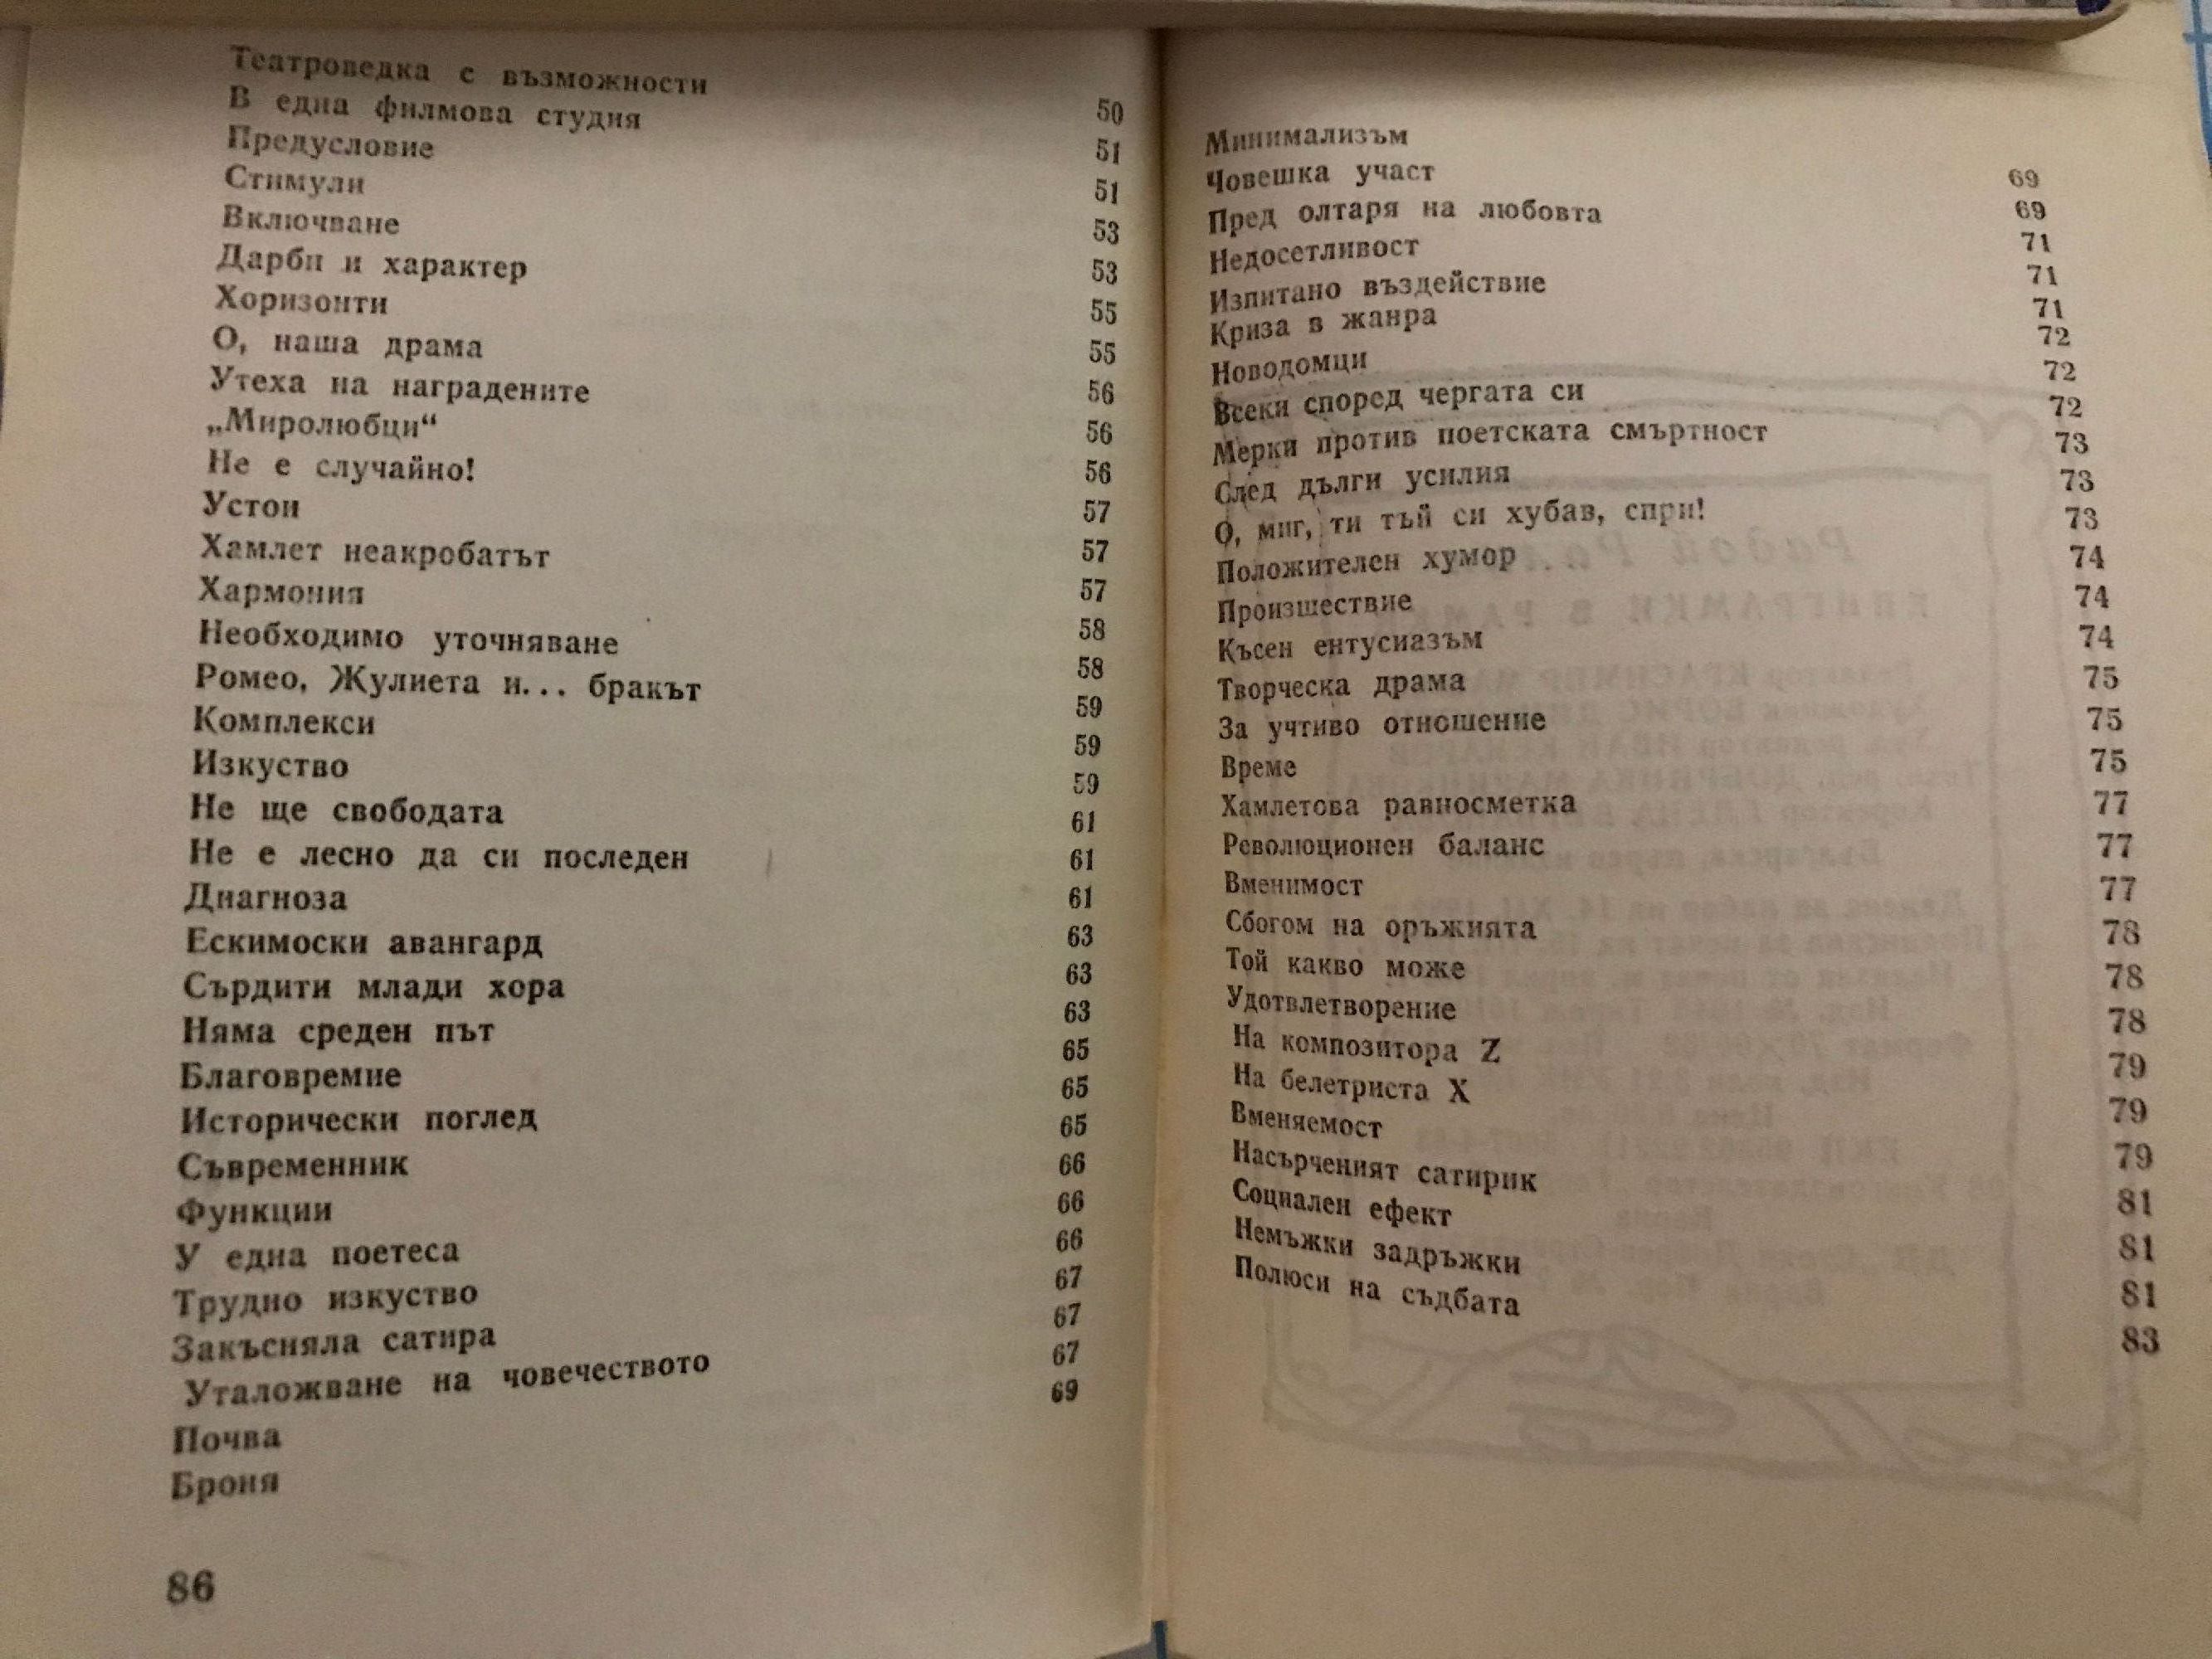 Театроведка с възможности 50
В една филмова студия 51
Предусловие 51
Стимули 53
Включване 53
Дарби и характер 55
Хоризонти 55
О, наша драма 56
Утеха на наградените 56
„Миролюбци“ 56
Не е случайно! 57
Устои 57
Хамлет неакробатът 57
Хармония 58
Необходимо уточняване 58
Ромео, Жулиета и... бракът 59
Комплекси 59
Изкуство 59
Не ще свободата 61
Не е лесно да си последен 61
Диагноза 61
Ескимоски авангард 63
Сърдити млади хора 63
Няма среден път 63
Благовремие 65
Исторически поглед 65
Съвременник 65
Функции 66
У една поетеса 66
Трудно изкуство 66
Закъсняла сатира 67
Уталожване на човечеството 67
Почва 67
Броня 69
86
Минимализъм 69
Човешка участ 69
Пред олтаря на любовта 71
Недосетливост 71
Изпитано въздействие 71
Криза в жанра 72
Новодомци 72
Всеки според чергата си 72
Мерки против поетската смъртност 73
След дълги усилия 73
О, миг, ти тъй си хубав, спри! 73
Положителен хумор 74
Произшествие 74
Късен ентусиазъм 74
Творческа драма 75
За учтиво отношение 75
Време 75
Хамлетова равносметка 77
Революционен баланс 77
Вменимост 77
Сбогом на оръжията 78
Той какво може 78
Удотвлетворение 78
На композитора Z 79
На белетриста X 79
Вменяемост 79
Насърченият сатирик 81
Социален ефект 81
Немъжки задръжки 81
Полюси на съдбата 83